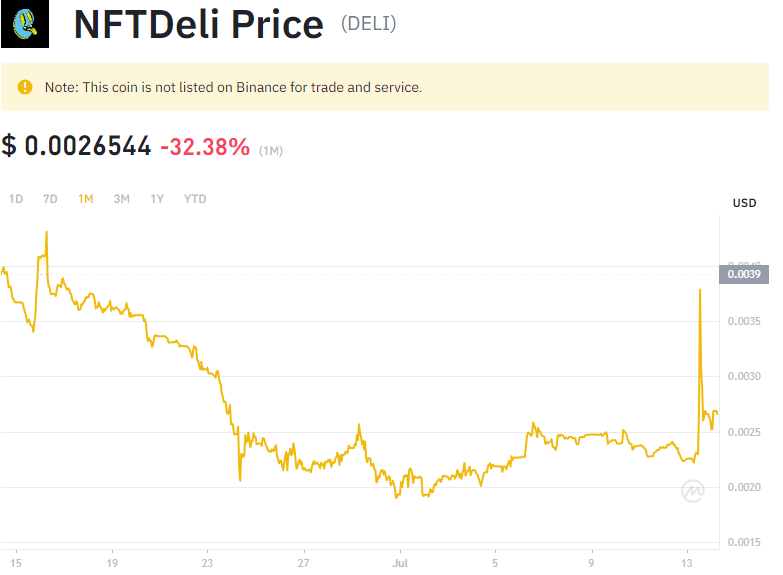 NFTDeli Price (DELI)
Note: This coin is not listed on Binance for trade and service.
$ 0.0026544 -32.38% (1M)
1D 7D 1M 3M 1Y YTD
USD
0.0040
0.0039
0.0035
0.0030
0.0025
0.0020
0.0015
15 19 23 27 Jul 5 9 13